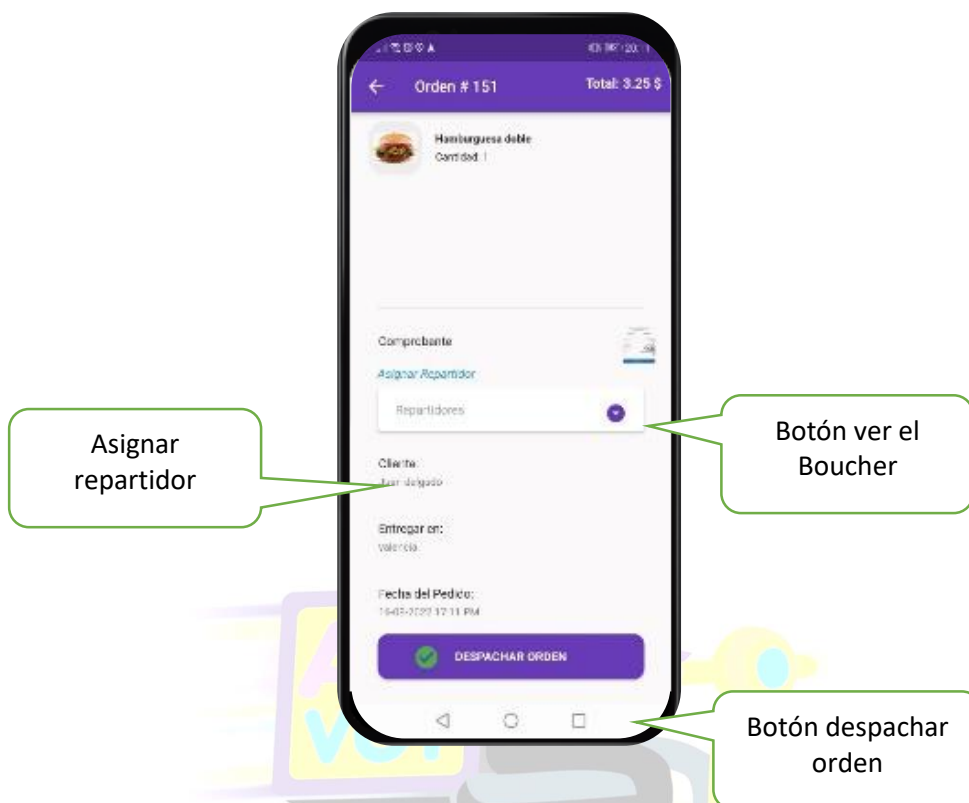 Orden # 151
Total: 3.25 $
Hamburguesa doble
Cantidad: 1
Comprobante
Asignar Repartidor
Repartidores
Asignar
repartidor
Botón ver el
Boucher
Cliente:
delgado
Entregar en:
valencia
Fecha del Pedido:
DESPACHAR ORDEN
Botón despachar
orden